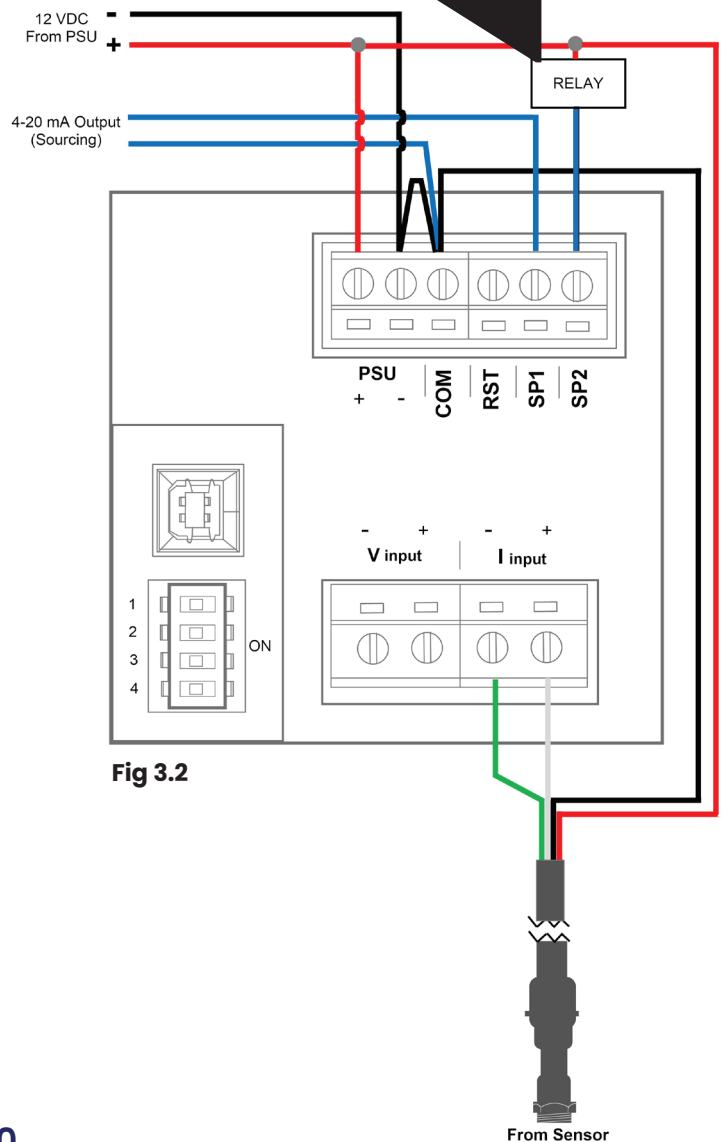 12 VDC
From PSU
-
+
RELAY
4-20 mA Output
(Sourcing)
PSU
+ -
COM
RST
SP1
SP2
- + - +
V input I input
1
2
3
4
ON
Fig 3.2
From Sensor